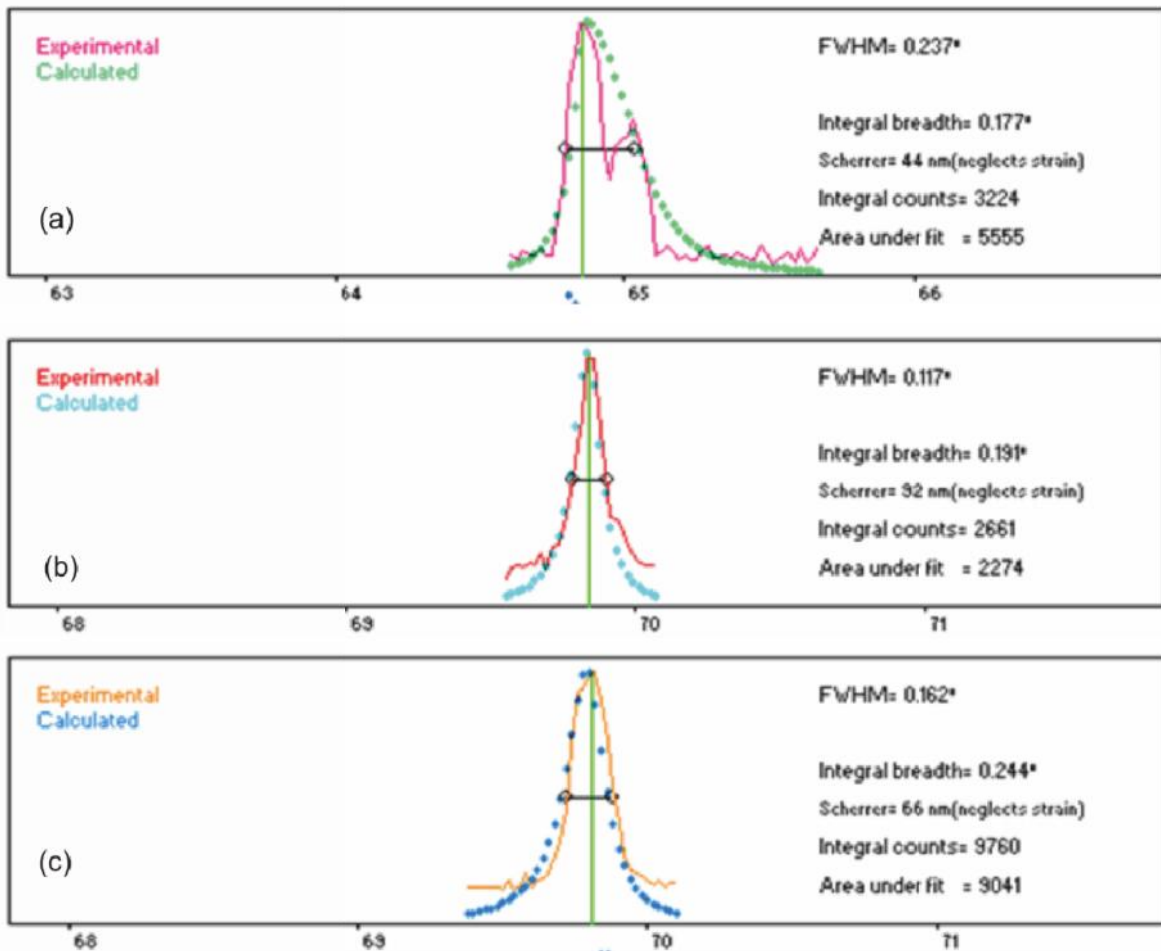 Experimental
Calculated
FWHM= 0.237°
Integral breadth= 0.177°
Scherrer= 44 nm(neglects strain)
Integral counts= 3224
Area under fit = 5555
(a)
63 64 65 66
Experimental
Calculated
FWHM= 0.117°
Integral breadth= 0.191°
Scherrer= 92 nm(neglects strain)
Integral counts= 2661
Area under fit = 2274
(b)
68 69 70 71
Experimental
Calculated
FWHM= 0.162°
Integral breadth= 0.244°
Scherrer= 66 nm(neglects strain)
Integral counts= 9760
Area under fit = 9041
(c)
68 69 70 71